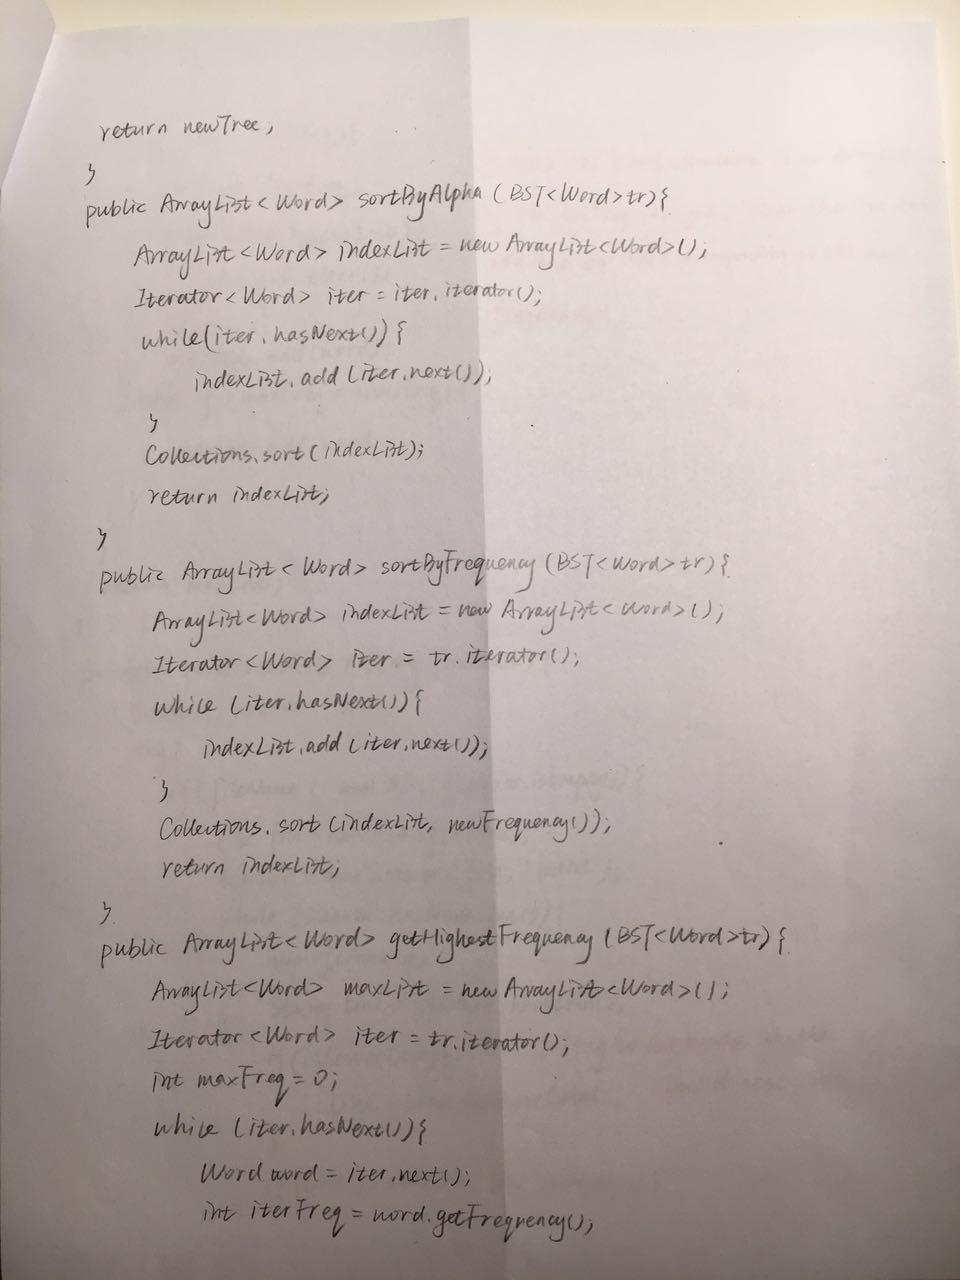 return newTree;
}
public ArrayList<Word> sortByAlpha (BST<Word>tr){
ArrayList<Word> indexList = new ArrayList<Word>();
Iterator<Word> iter = iter.iterator();
while(iter.hasNext()){
indexList.add(iter.next());
}
Collections.sort(indexList);
return indexList;
}
public ArrayList<Word> sortByFrequency (BST<Word>tr){
ArrayList<Word> indexList = new ArrayList<Word>();
Iterator<Word> iter = tr.iterator();
while (iter.hasNext()){
indexList.add(iter.next());
}
Collections.sort(indexList, newFrequency());
return indexList;
}
public ArrayList<Word> getHighestFrequency (BST<Word>tr){
ArrayList<Word> maxList = new ArrayList<Word>();
Iterator<Word> iter = tr.iterator();
int maxFreq = 0;
while (iter.hasNext()){
Word word = iter.next();
int iterFreq = word.getFrequency();